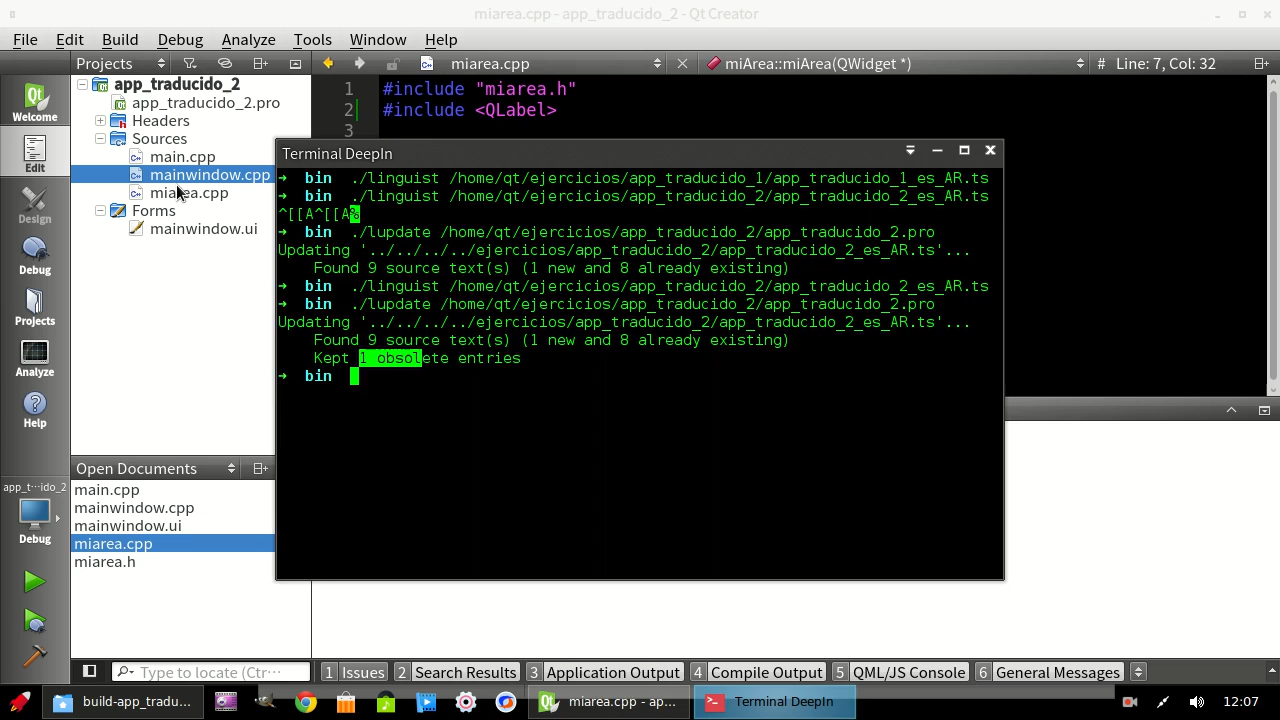 miarea.cpp - app_traducido_2 - Qt Creator
File Edit Build Debug Analyze Tools Window Help
Projects miarea.cpp miArea::miArea(QWidget *) # Line: 7, Col: 32
Welcome
Edit
Design
Debug
Projects
Analyze
Help
app_t···ido_2
Debug
app_traducido_2
app_traducido_2.pro
Headers
Sources
main.cpp
mainwindow.cpp
miarea.cpp
Forms
mainwindow.ui
1 #include "miarea.h"
2 #include <QLabel>
3
Terminal DeepIn
➜ bin ./linguist /home/qt/ejercicios/app_traducido_1/app_traducido_1_es_AR.ts
➜ bin ./linguist /home/qt/ejercicios/app_traducido_2/app_traducido_2_es_AR.ts
^[[A^[[A%
➜ bin ./lupdate /home/qt/ejercicios/app_traducido_2/app_traducido_2.pro
Updating '../../../../ejercicios/app_traducido_2/app_traducido_2_es_AR.ts'...
Found 9 source text(s) (1 new and 8 already existing)
➜ bin ./linguist /home/qt/ejercicios/app_traducido_2/app_traducido_2_es_AR.ts
➜ bin ./lupdate /home/qt/ejercicios/app_traducido_2/app_traducido_2.pro
Updating '../../../../ejercicios/app_traducido_2/app_traducido_2_es_AR.ts'...
Found 9 source text(s) (1 new and 8 already existing)
Kept 1 obsolete entries
➜ bin
Open Documents
main.cpp
mainwindow.cpp
mainwindow.ui
miarea.cpp
miarea.h
Type to locate (Ctr… 1 Issues 2 Search Results 3 Application Output 4 Compile Output 5 QML/JS Console 6 General Messages
build-app_tradu... miarea.cpp - ap... Terminal DeepIn 12:07